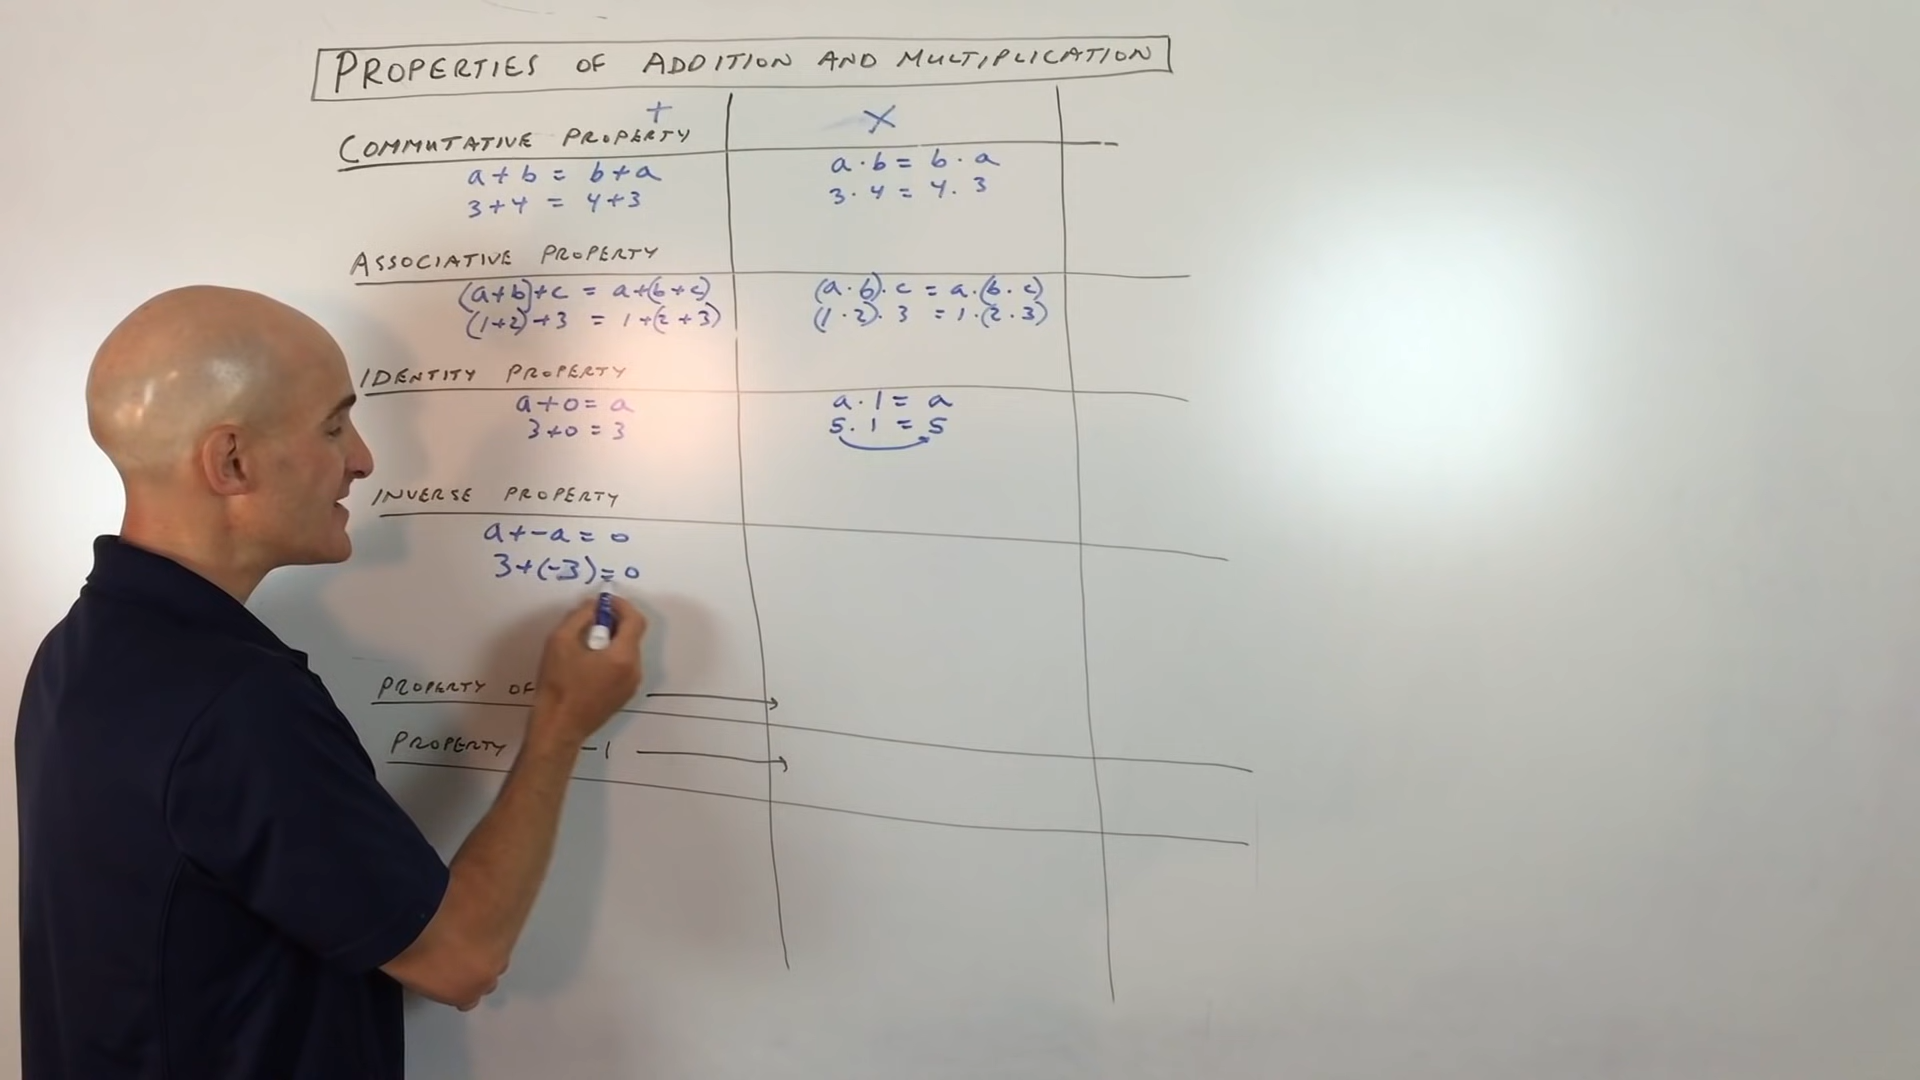 PROPERTIES OF ADDITION AND MULTIPLICATION
+ X
COMMUTATIVE PROPERTY
a+b = b+a a·b = b·a
3+4 = 4+3 3·4 = 4·3
ASSOCIATIVE PROPERTY
(a+b)+c = a+(b+c) (a·b)·c = a·(b·c)
(1+2)+3 = 1+(2+3) (1·2)·3 = 1·(2·3)
IDENTITY PROPERTY
a+0=a a·1=a
3+0=3 5·1=5
INVERSE PROPERTY
a+-a=0
3+(-3)=0
PROPERTY OF
PROPERTY -1